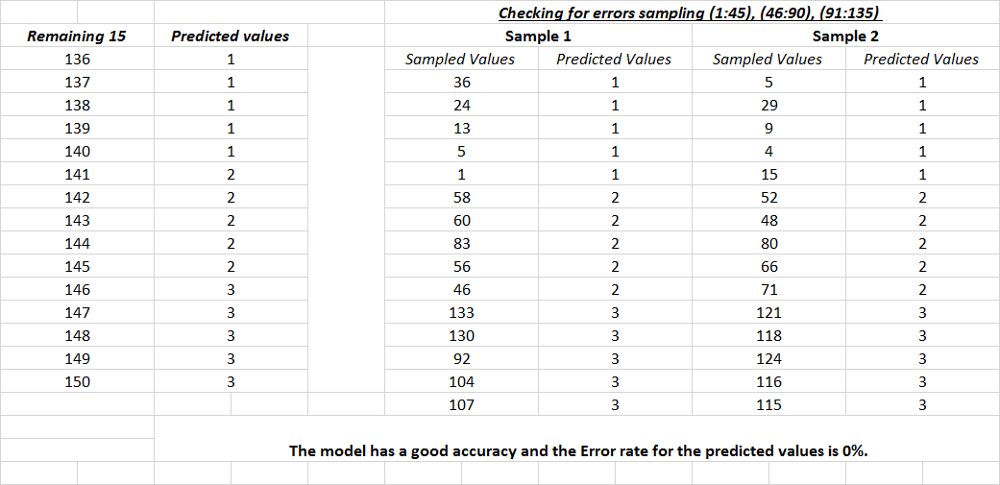 Checking for errors sampling (1:45), (46:90), (91:135)
Remaining 15 Predicted values Sample 1 Sample 2
136 1 Sampled Values Predicted Values Sampled Values Predicted Values
137 1 36 1 5 1
138 1 24 1 29 1
139 1 13 1 9 1
140 1 5 1 4 1
141 2 1 1 15 1
142 2 58 2 52 2
143 2 60 2 48 2
144 2 83 2 80 2
145 2 56 2 66 2
146 3 46 2 71 2
147 3 133 3 121 3
148 3 130 3 118 3
149 3 92 3 124 3
150 3 104 3 116 3
107 3 115 3
The model has a good accuracy and the Error rate for the predicted values is 0%.